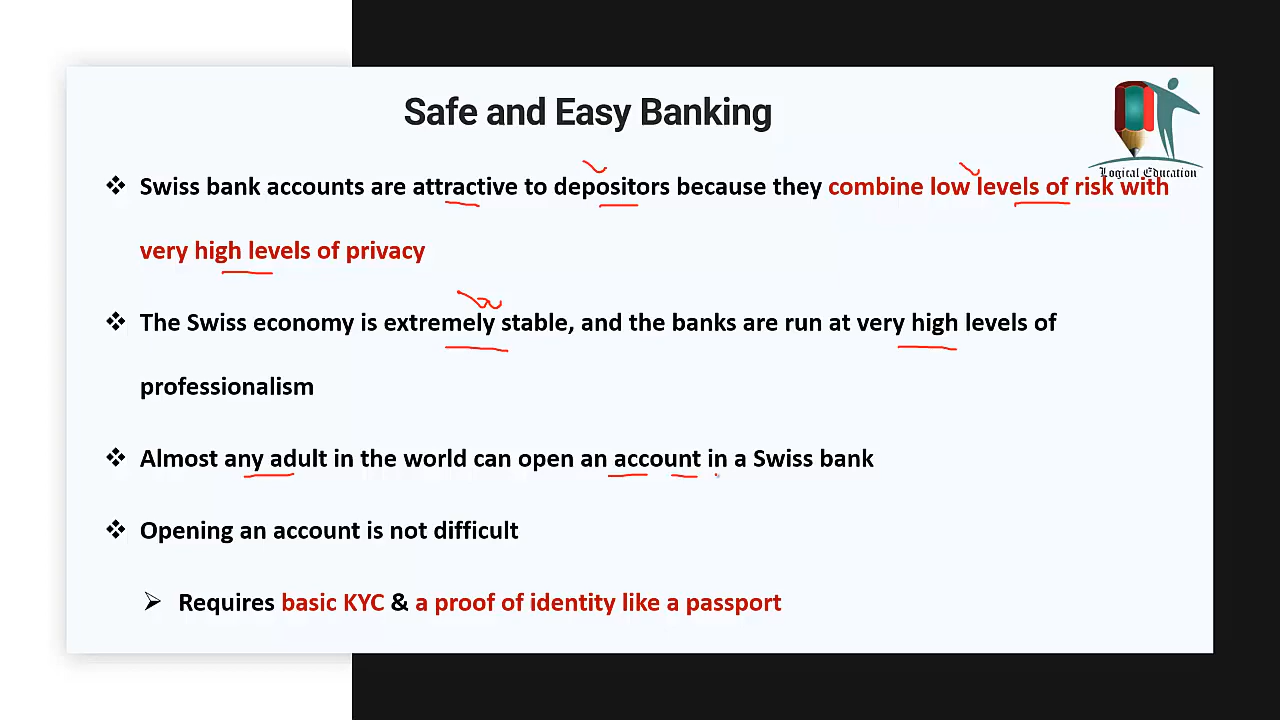 Safe and Easy Banking
Logical Education
❖ Swiss bank accounts are attractive to depositors because they combine low levels of risk with
very high levels of privacy
❖ The Swiss economy is extremely stable, and the banks are run at very high levels of
professionalism
❖ Almost any adult in the world can open an account in a Swiss bank
❖ Opening an account is not difficult
➢ Requires basic KYC & a proof of identity like a passport